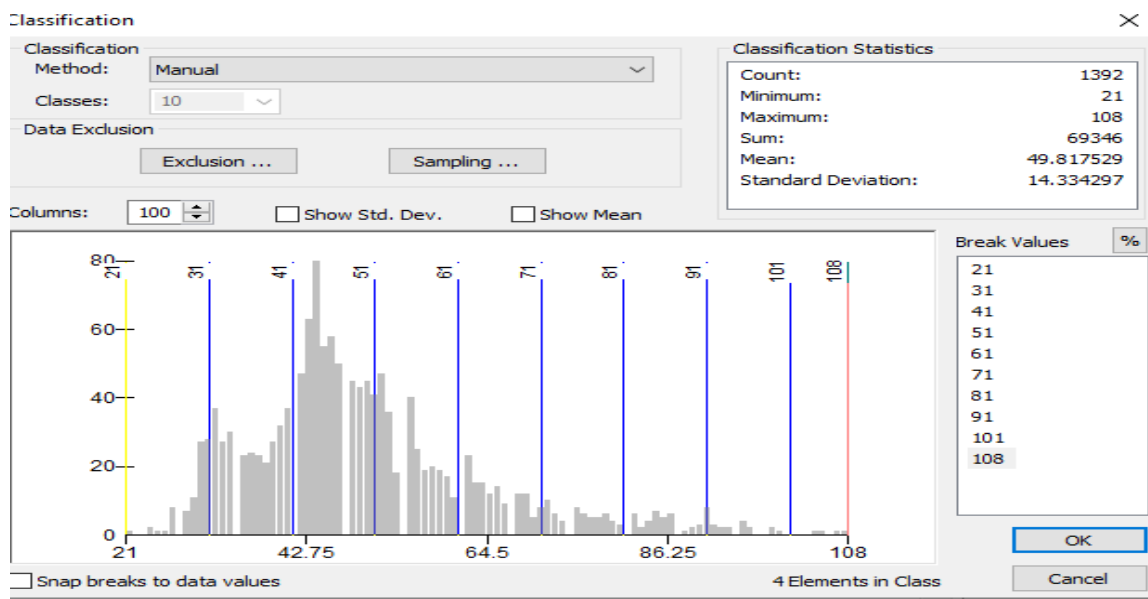 Classification
Classification
Method: Manual
Classes: 10
Data Exclusion
Exclusion ... Sampling ...
Classification Statistics
Count: 1392
Minimum: 21
Maximum: 108
Sum: 69346
Mean: 49.817529
Standard Deviation: 14.334297
Columns: 100 Show Std. Dev. Show Mean
Break Values %
21
31
41
51
61
71
81
91
101
108
80
60
40
20
0
21 31 41 51 61 71 81 91 101 108
21 42.75 64.5 86.25 108
Snap breaks to data values 4 Elements in Class
OK
Cancel